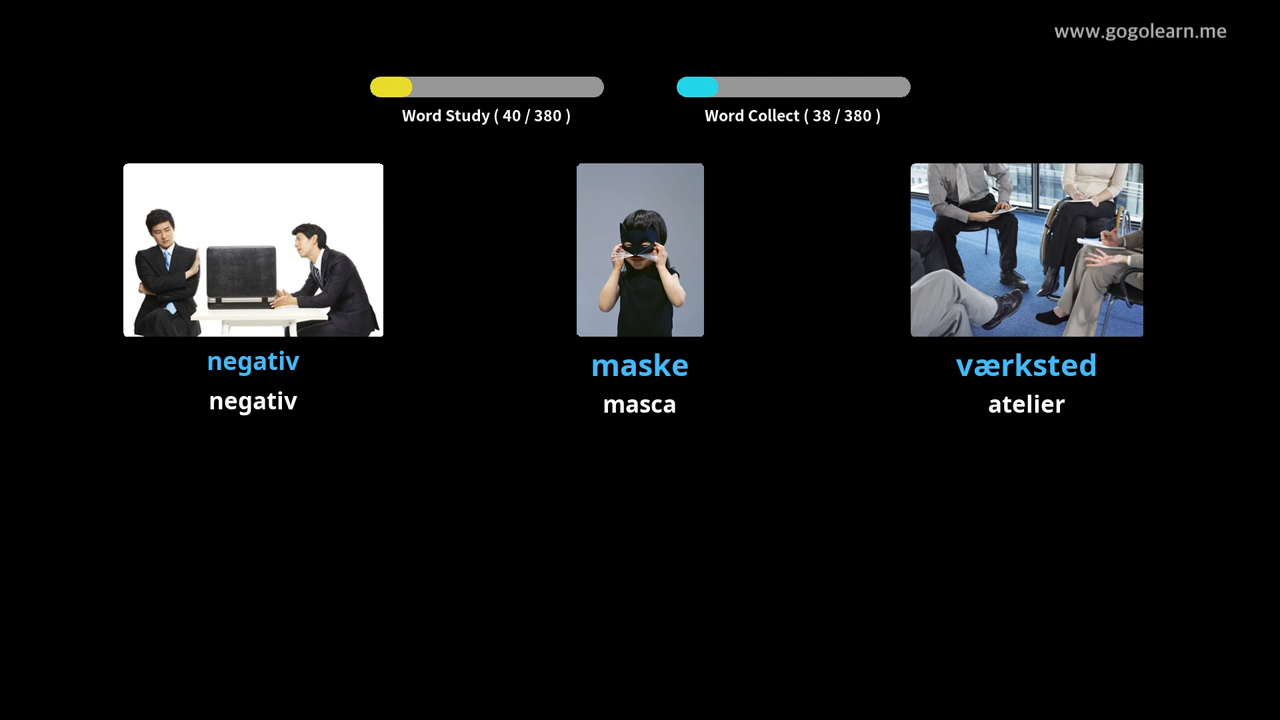 www.gogolearn.me
Word Study ( 40 / 380 )
Word Collect ( 38 / 380 )
negativ
negativ
maske
masca
værksted
atelier